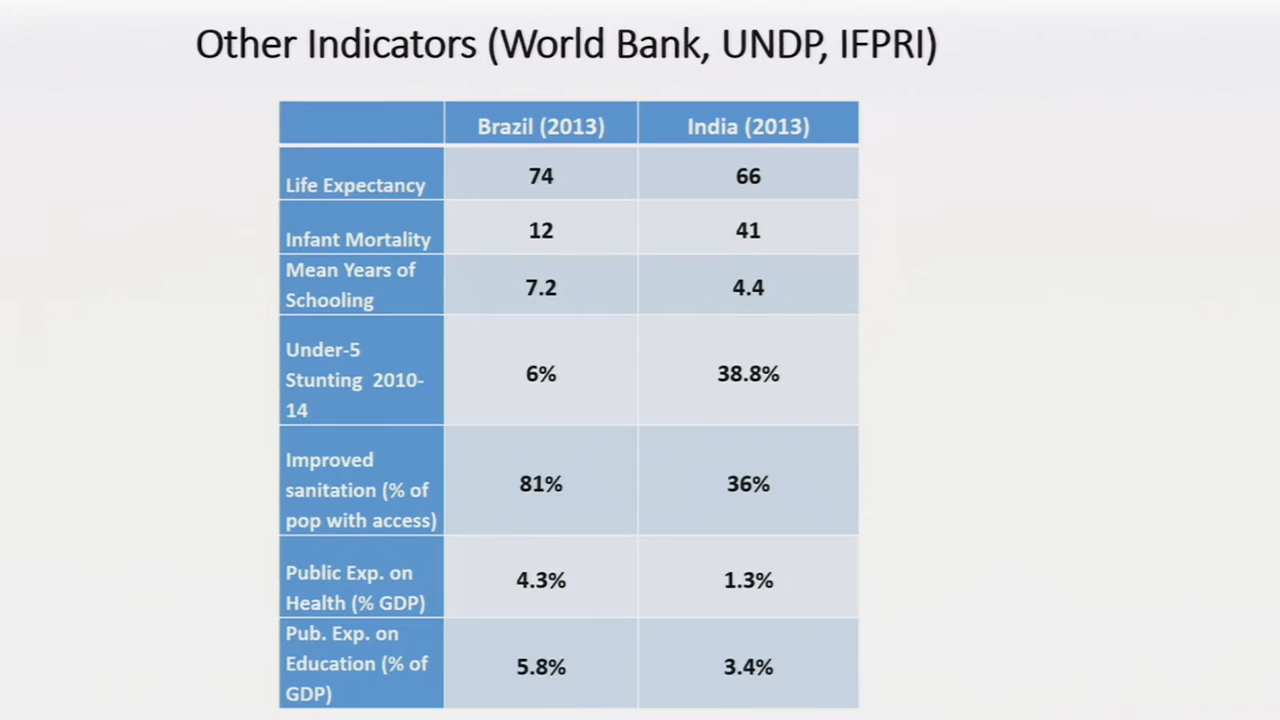 Other Indicators (World Bank, UNDP, IFPRI)
Brazil (2013) India (2013)
Life Expectancy 74 66
Infant Mortality 12 41
Mean Years of
Schooling 7.2 4.4
Under-5
Stunting 2010-
14 6% 38.8%
Improved
sanitation (% of
pop with access) 81% 36%
Public Exp. on
Health (% GDP) 4.3% 1.3%
Pub. Exp. on
Education (% of
GDP) 5.8% 3.4%